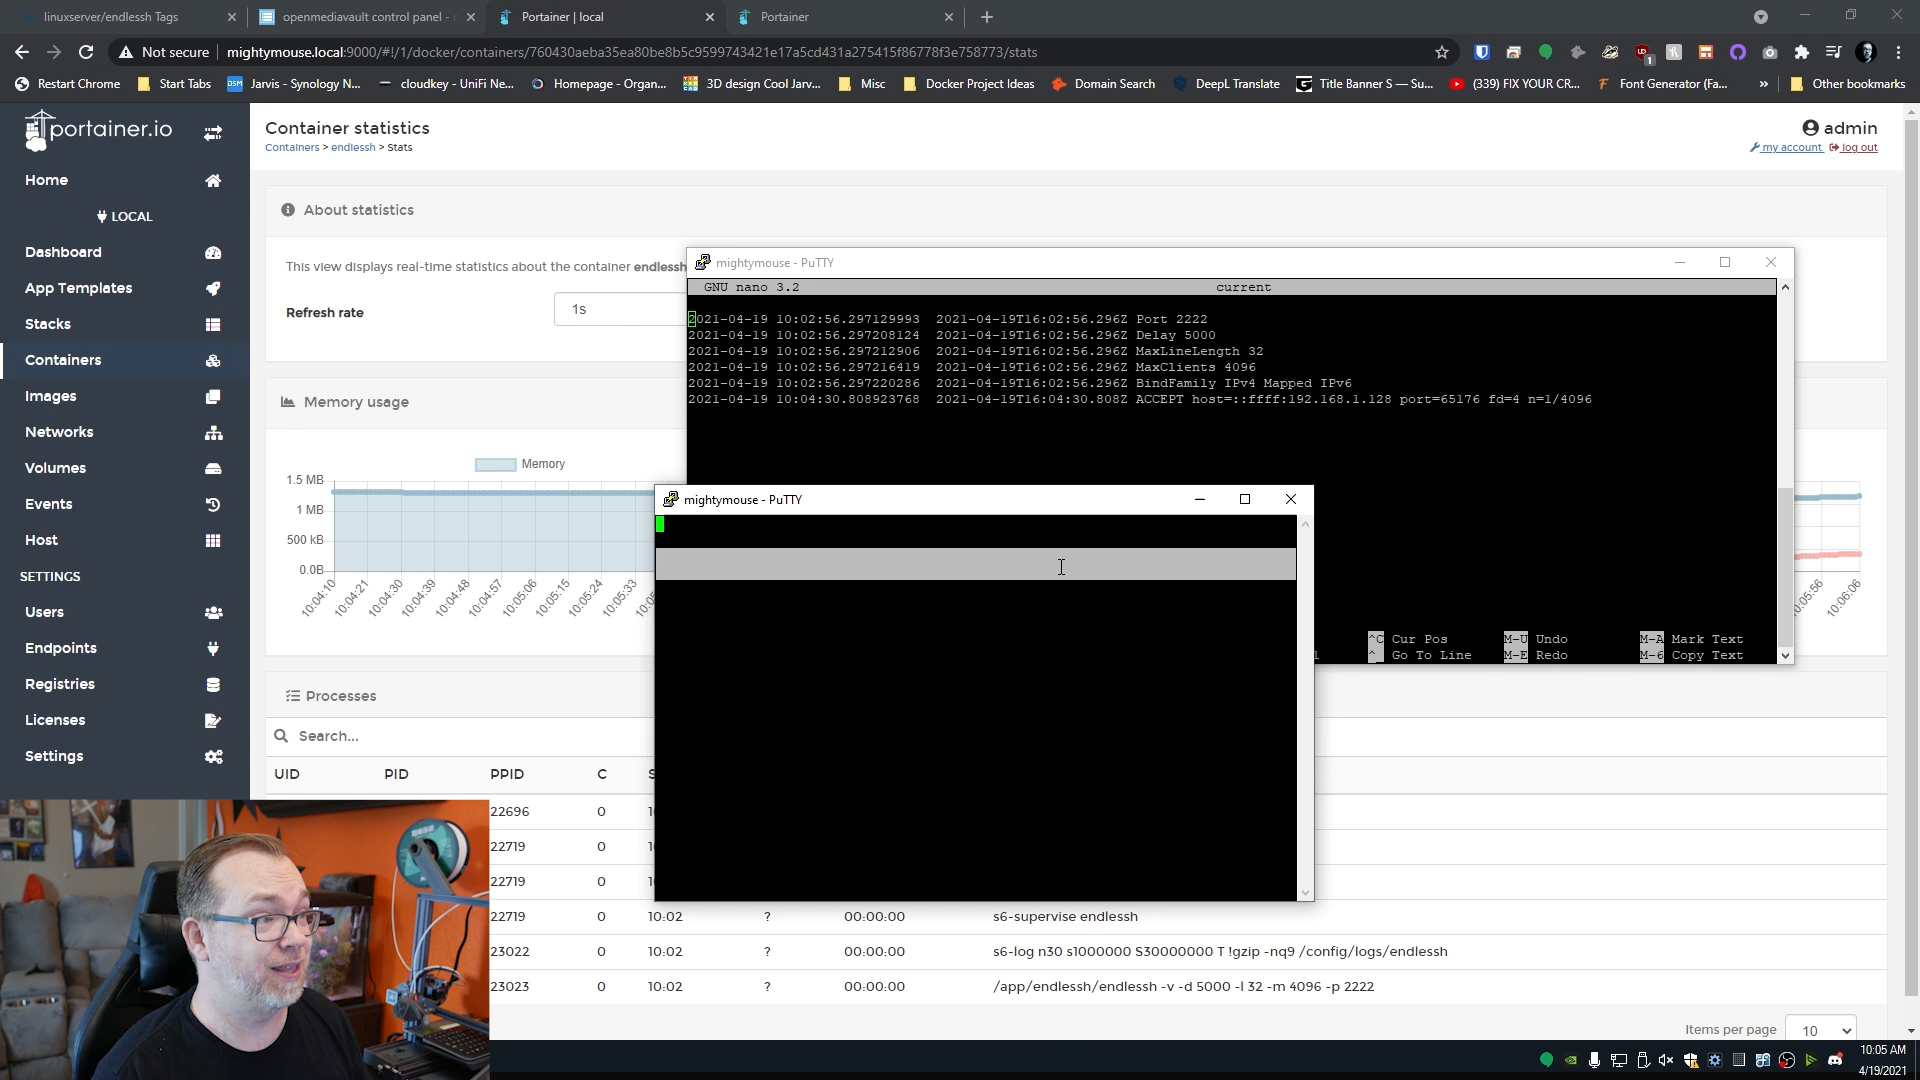 linuxserver/endlessh Tags
openmediavault control panel -
Portainer | local
Portainer
Not secure
mightymouse.local:9000/#!/1/docker/containers/760430aeba35ea80be8b5c9599743421e17a5cd431a275415f86778f3e758773/stats
Restart Chrome
Start Tabs
Jarvis - Synology N...
cloudkey - UniFi Ne...
Homepage - Organ...
3D design Cool Jarv...
Misc
Docker Project Ideas
Domain Search
DeepL Translate
Title Banner S — Su...
(339) FIX YOUR CR...
Font Generator (Fa...
»
Other bookmarks
portainer.io
Home
LOCAL
Dashboard
App Templates
Stacks
Containers
Images
Networks
Volumes
Events
Host
SETTINGS
Users
Endpoints
Registries
Licenses
Settings
Container statistics
Containers > endlessh > Stats
admin
my account
log out
About statistics
This view displays real-time statistics about the container endlessh
Refresh rate
1s
Memory usage
Memory
1.5 MB
1 MB
500 kB
0.0B
10:04:10
10:04:21
10:04:30
10:04:39
10:04:48
10:04:57
10:05:06
10:05:15
10:05:24
10:05:33
10:05:56
10:06:06
mightymouse - PuTTY
GNU nano 3.2
current
2021-04-19 10:02:56.297129993 2021-04-19T16:02:56.296Z Port 2222
2021-04-19 10:02:56.297208124 2021-04-19T16:02:56.296Z Delay 5000
2021-04-19 10:02:56.297212906 2021-04-19T16:02:56.296Z MaxLineLength 32
2021-04-19 10:02:56.297216419 2021-04-19T16:02:56.296Z MaxClients 4096
2021-04-19 10:02:56.297220286 2021-04-19T16:02:56.296Z BindFamily IPv4 Mapped IPv6
2021-04-19 10:04:30.808923768 2021-04-19T16:04:30.808Z ACCEPT host=::ffff:192.168.1.128 port=65176 fd=4 n=1/4096
^C Cur Pos
M-U Undo
M-A Mark Text
^_ Go To Line
M-E Redo
M-6 Copy Text
mightymouse - PuTTY
Processes
Search...
UID
PID
PPID
C
22696
0
22719
0
22719
0
22719
0
10:02
?
00:00:00
s6-supervise endlessh
23022
0
10:02
?
00:00:00
s6-log n30 s1000000 S30000000 T !gzip -nq9 /config/logs/endlessh
23023
0
10:02
?
00:00:00
/app/endlessh/endlessh -v -d 5000 -l 32 -m 4096 -p 2222
Items per page
10
10:05 AM
4/19/2021